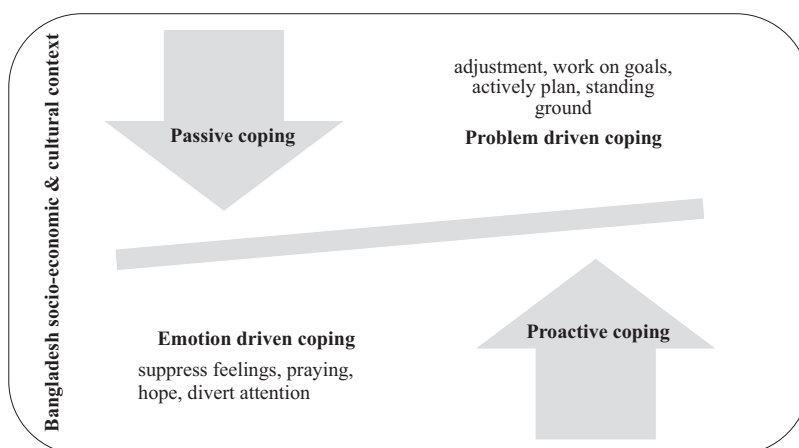 Bangladesh socio-economic & cultural context
Passive coping
adjustment, work on goals,
actively plan, standing
ground
Problem driven coping
Emotion driven coping
suppress feelings, praying,
hope, divert attention
Proactive coping